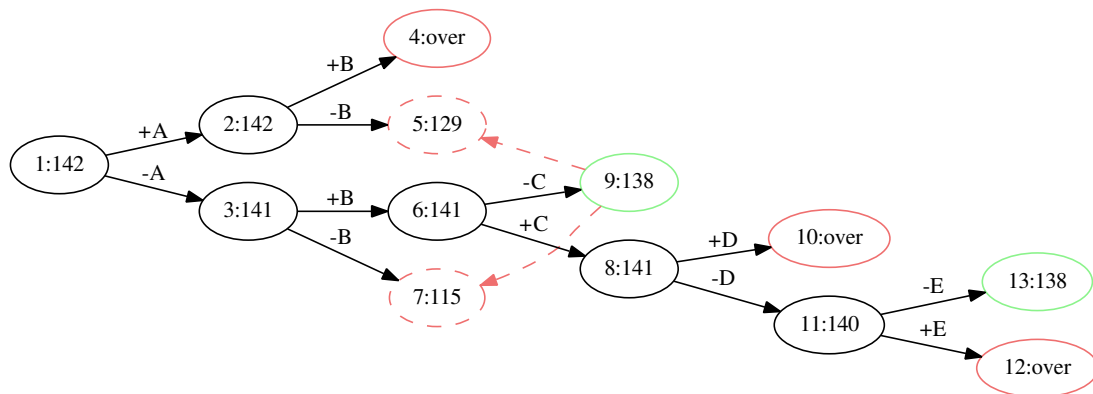 4:over
+B
2:142
-B
5:129
+A
1:142
-A
3:141
+B
6:141
-C
9:138
+C
-B
7:115
8:141
+D
10:over
-D
11:140
-E
13:138
+E
12:over